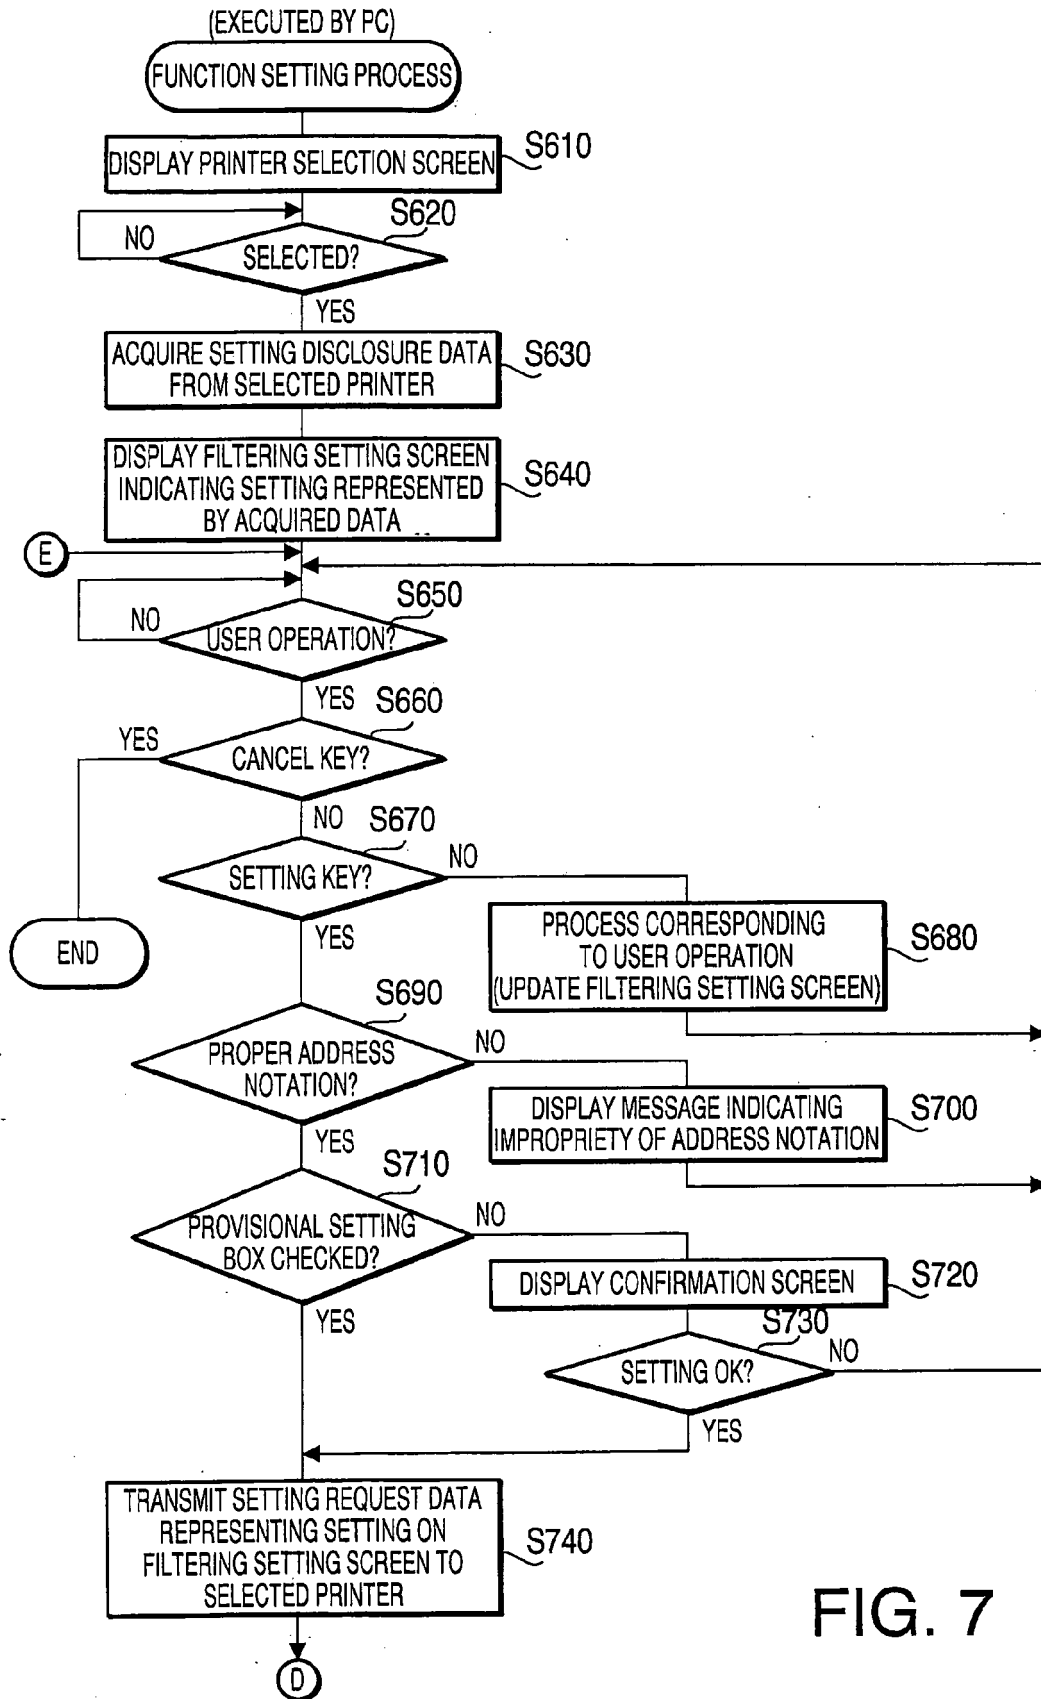 (EXECUTED BY PC)
FUNCTION SETTING PROCESS
DISPLAY PRINTER SELECTION SCREEN
S610
S620
NO
SELECTED?
YES
ACQUIRE SETTING DISCLOSURE DATA
FROM SELECTED PRINTER
S630
DISPLAY FILTERING SETTING SCREEN
INDICATING SETTING REPRESENTED
BY ACQUIRED DATA
S640
E
S650
NO
USER OPERATION?
YES
S660
YES
CANCEL KEY?
NO
S670
NO
SETTING KEY?
YES
END
PROCESS CORRESPONDING
TO USER OPERATION
(UPDATE FILTERING SETTING SCREEN)
S680
S690
PROPER ADDRESS
NOTATION?
NO
YES
DISPLAY MESSAGE INDICATING
IMPROPRIETY OF ADDRESS NOTATION
S700
S710
PROVISIONAL SETTING
BOX CHECKED?
NO
YES
DISPLAY CONFIRMATION SCREEN
S720
S730
SETTING OK?
NO
YES
TRANSMIT SETTING REQUEST DATA
REPRESENTING SETTING ON
FILTERING SETTING SCREEN TO
SELECTED PRINTER
S740
D
FIG. 7